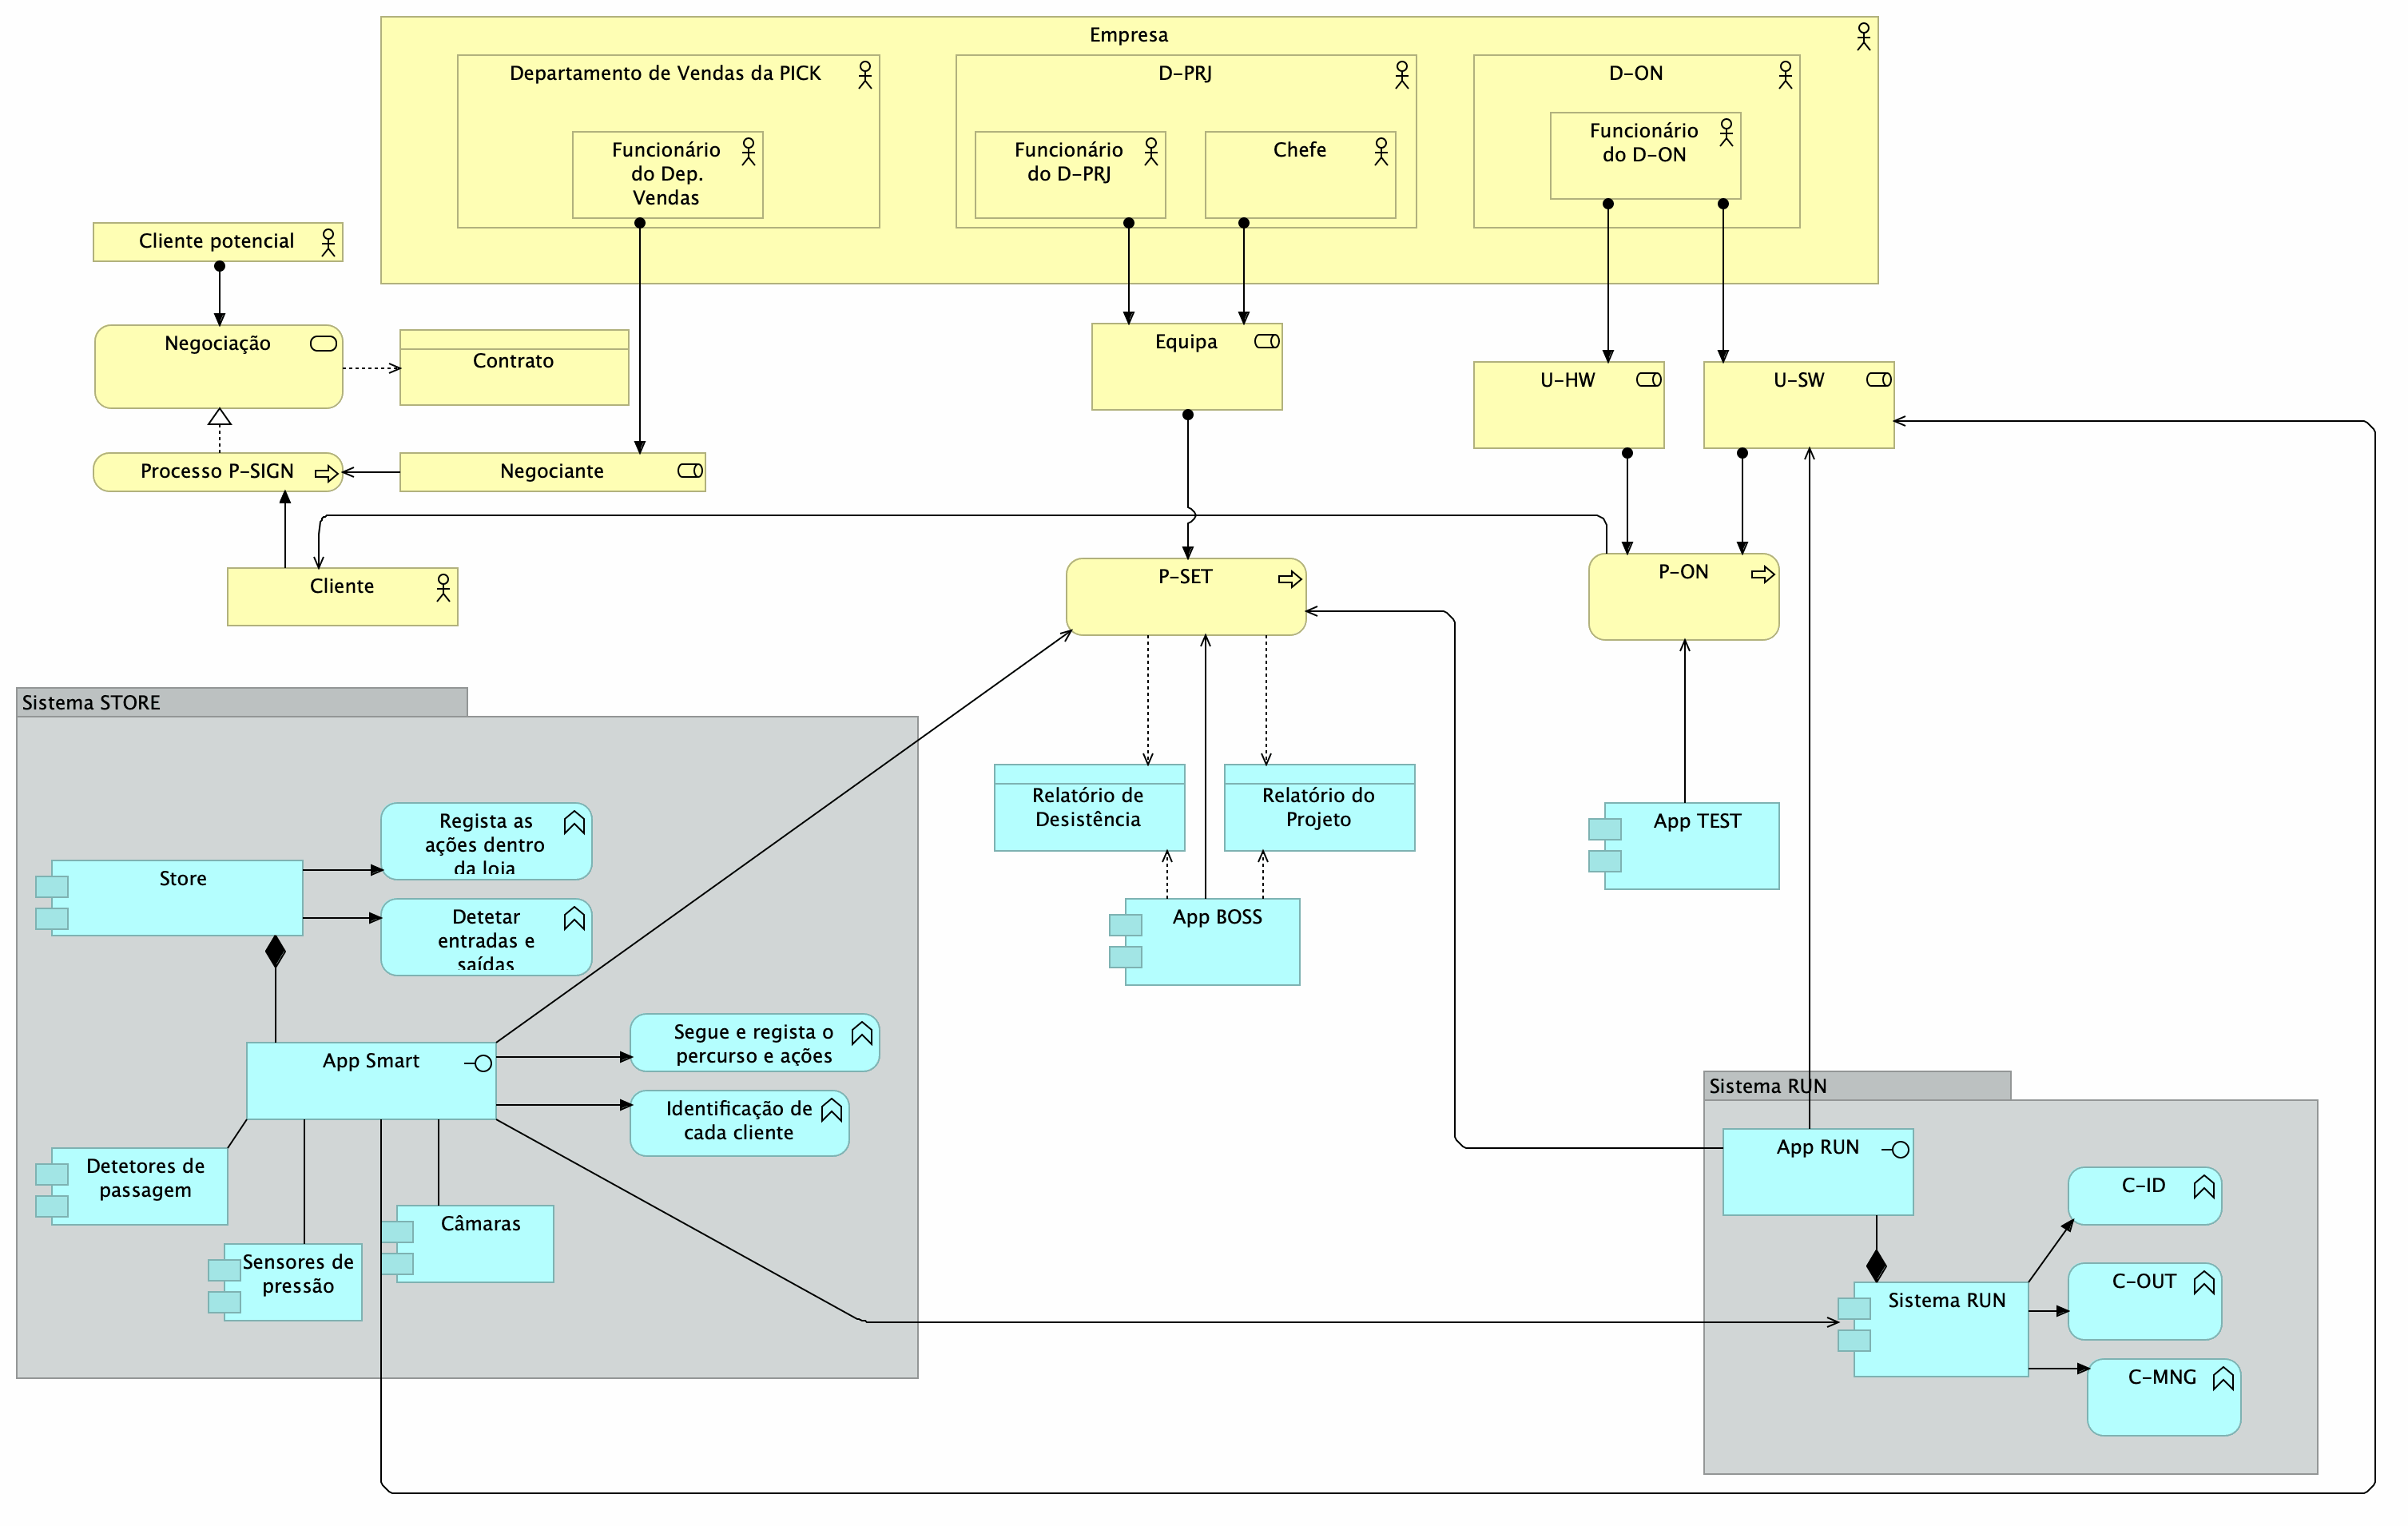 Empresa
Departamento de Vendas da PICK
D-PRJ
D-ON
Funcionário
do Dep.
Vendas
Funcionário
do D-PRJ
Chefe
Funcionário
do D-ON
Cliente potencial
Negociação
Contrato
Equipa
U-HW
U-SW
Processo P-SIGN
Negociante
Cliente
P-SET
P-ON
Sistema STORE
Store
Regista as
ações dentro
da loja
Detetar
entradas e
saídas
Relatório de
Desistência
Relatório do
Projeto
App TEST
App BOSS
App Smart
Segue e regista o
percurso e ações
Identificação de
cada cliente
Detetores de
passagem
Sensores de
pressão
Câmaras
Sistema RUN
App RUN
C-ID
C-OUT
Sistema RUN
C-MNG